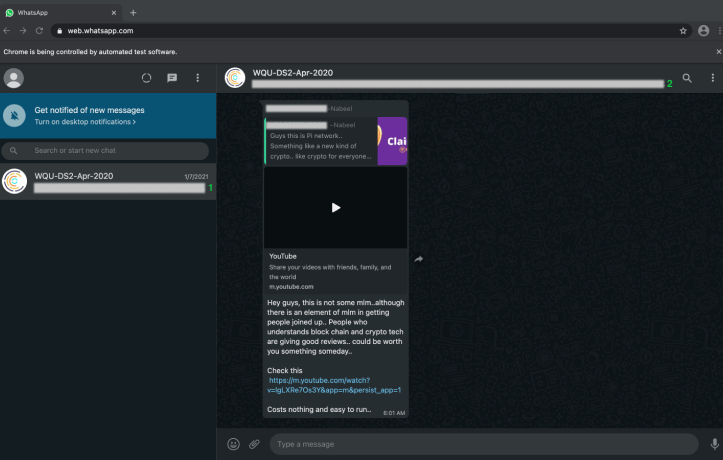 WhatsApp
web.whatsapp.com
Chrome is being controlled by automated test software.
Get notified of new messages
Turn on desktop notifications >
Search or start new chat
WQU-DS2-Apr-2020
1/7/2021
1
WQU-DS2-Apr-2020
2
~Nabeel
~Nabeel
Guys this is Pi network..
Something like a new kind of
crypto.. like crypto for everyone...
Clai
YouTube
Share your videos with friends, family, and
the world
m.youtube.com
Hey guys, this is not some mlm..although
there is an element of mlm in getting
people joined up.. People who
understands block chain and crypto tech
are giving good reviews.. could be worth
you something someday..
Check this
https://m.youtube.com/watch?
v=IgLXRe7Os3Y&app=m&persist_app=1
Costs nothing and easy to run..
6:01 AM
Type a message